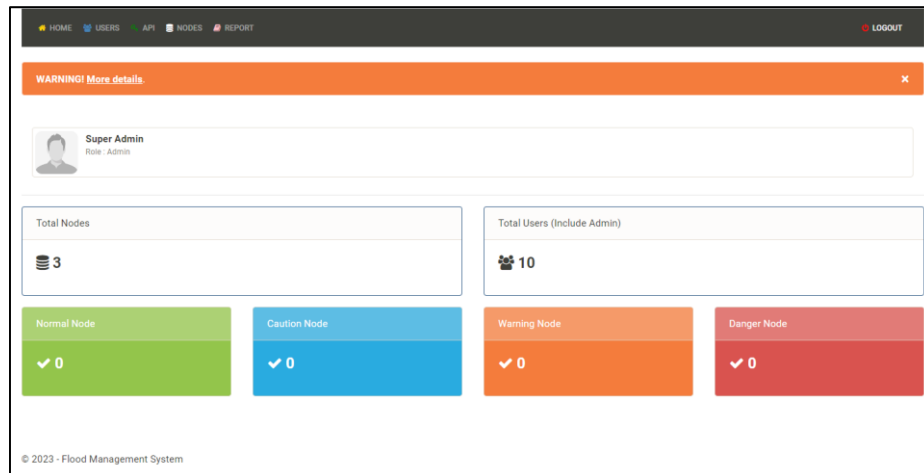 HOME USERS API NODES REPORT LOGOUT
WARNING! More details.
Super Admin
Role : Admin
Total Nodes
3
Total Users (Include Admin)
10
Normal Node
0
Caution Node
0
Warning Node
0
Danger Node
0
© 2023 - Flood Management System